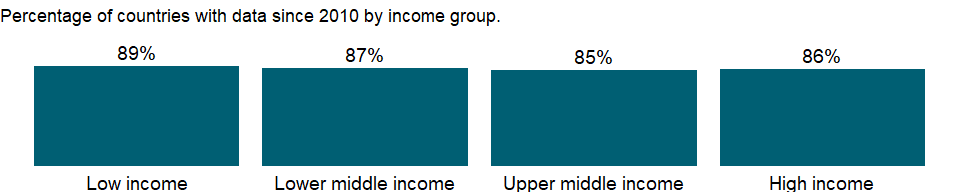 Percentage of countries with data since 2010 by income group.
89% 87% 85% 86%
Low income Lower middle income Upper middle income High income